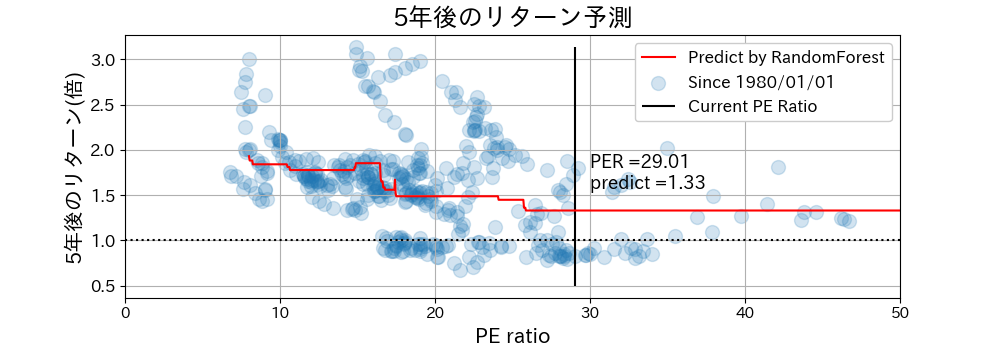 5年後のリターン予測
5年後のリターン(倍)
3.0
2.5
2.0
1.5
1.0
0.5
Predict by RandomForest
Since 1980/01/01
Current PE Ratio
PER =29.01
predict =1.33
0 10 20 30 40 50
PE ratio